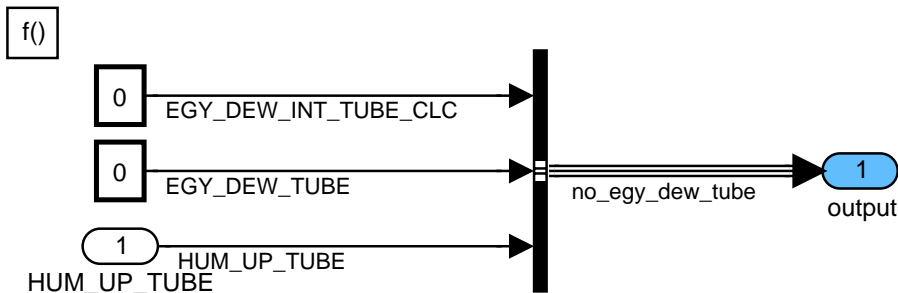 f()
0
EGY_DEW_INT_TUBE_CLC
0
EGY_DEW_TUBE
no_egy_dew_tube
1
output
1
HUM_UP_TUBE
HUM_UP_TUBE